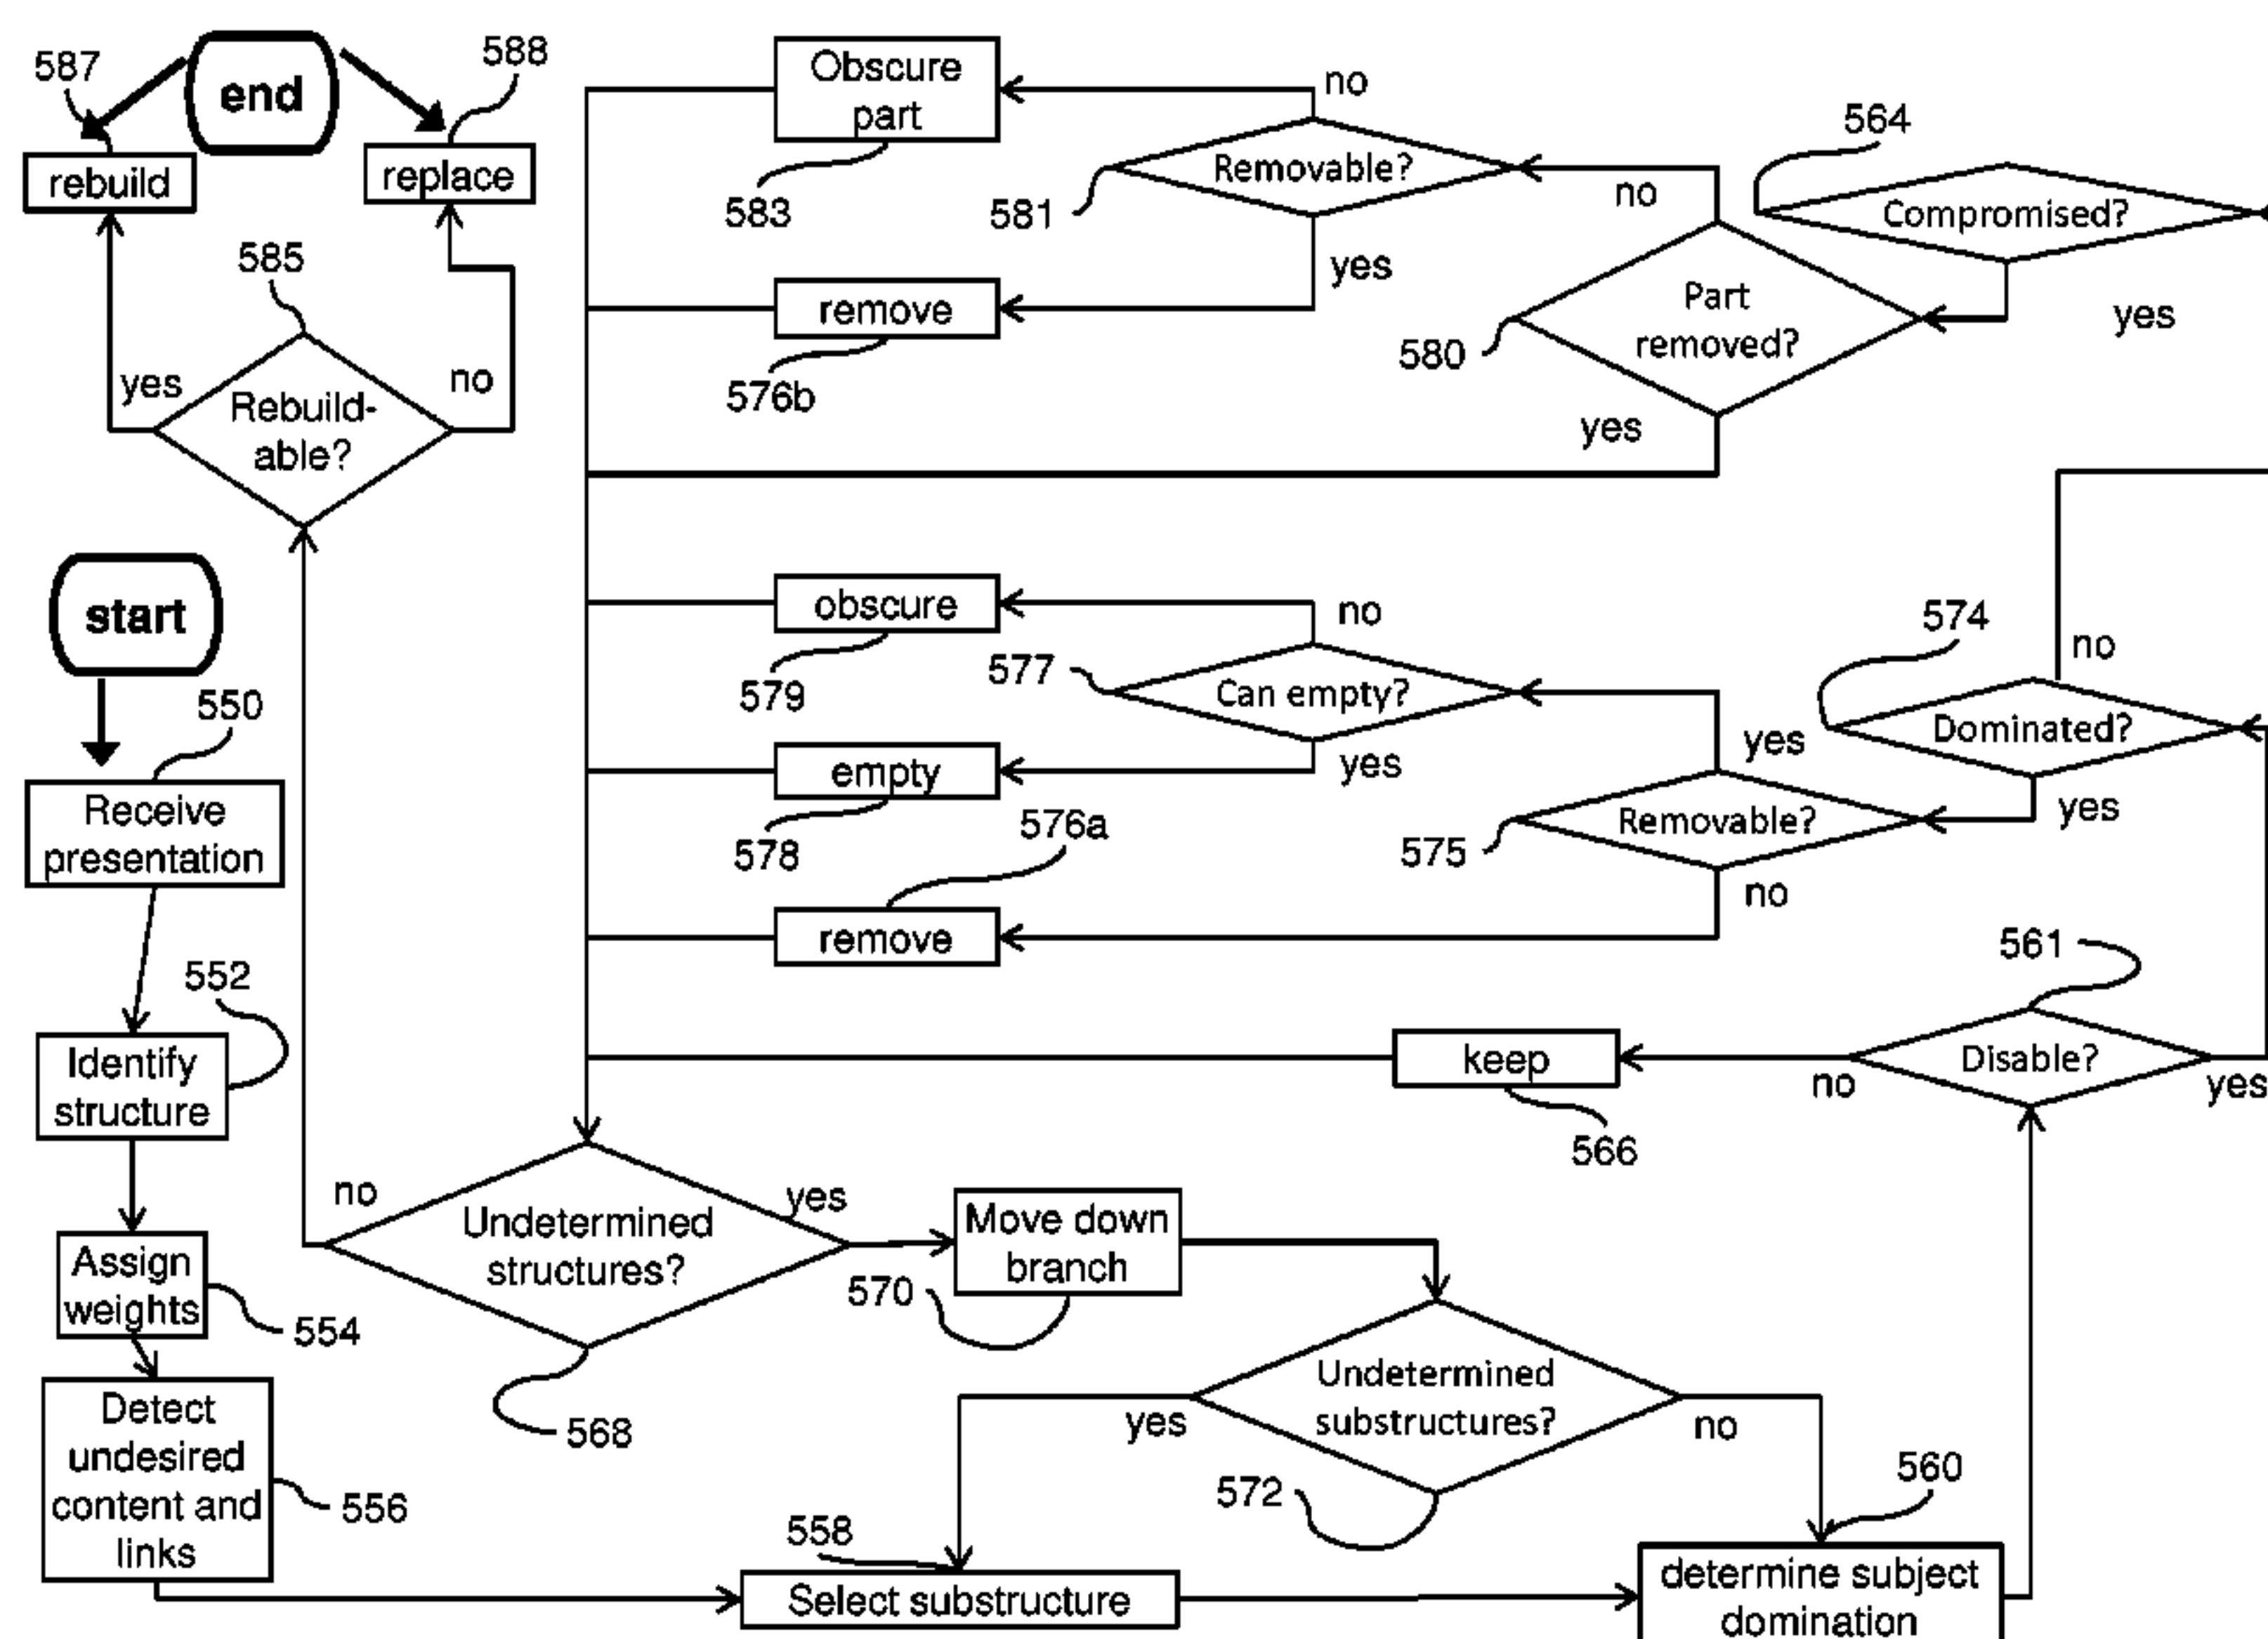 587
end
588
rebuild
replace
585
yes
no
Rebuild-
able?
start
550
Receive
presentation
552
Identify
structure
Assign
weights
554
Detect
undesired
content and
links
556
Obscure
part
583
no
Removable?
581
yes
remove
576b
564
Compromised?
no
Part
removed?
580
yes
yes
obscure
579
no
577
Can empty?
yes
empty
578
574
no
Dominated?
yes
yes
Removable?
575
no
576a
remove
561
Disable?
no
yes
keep
566
no
Undetermined
structures?
yes
568
Move down
branch
570
Undetermined
substructures?
yes
no
572
558
Select substructure
560
determine subject
domination